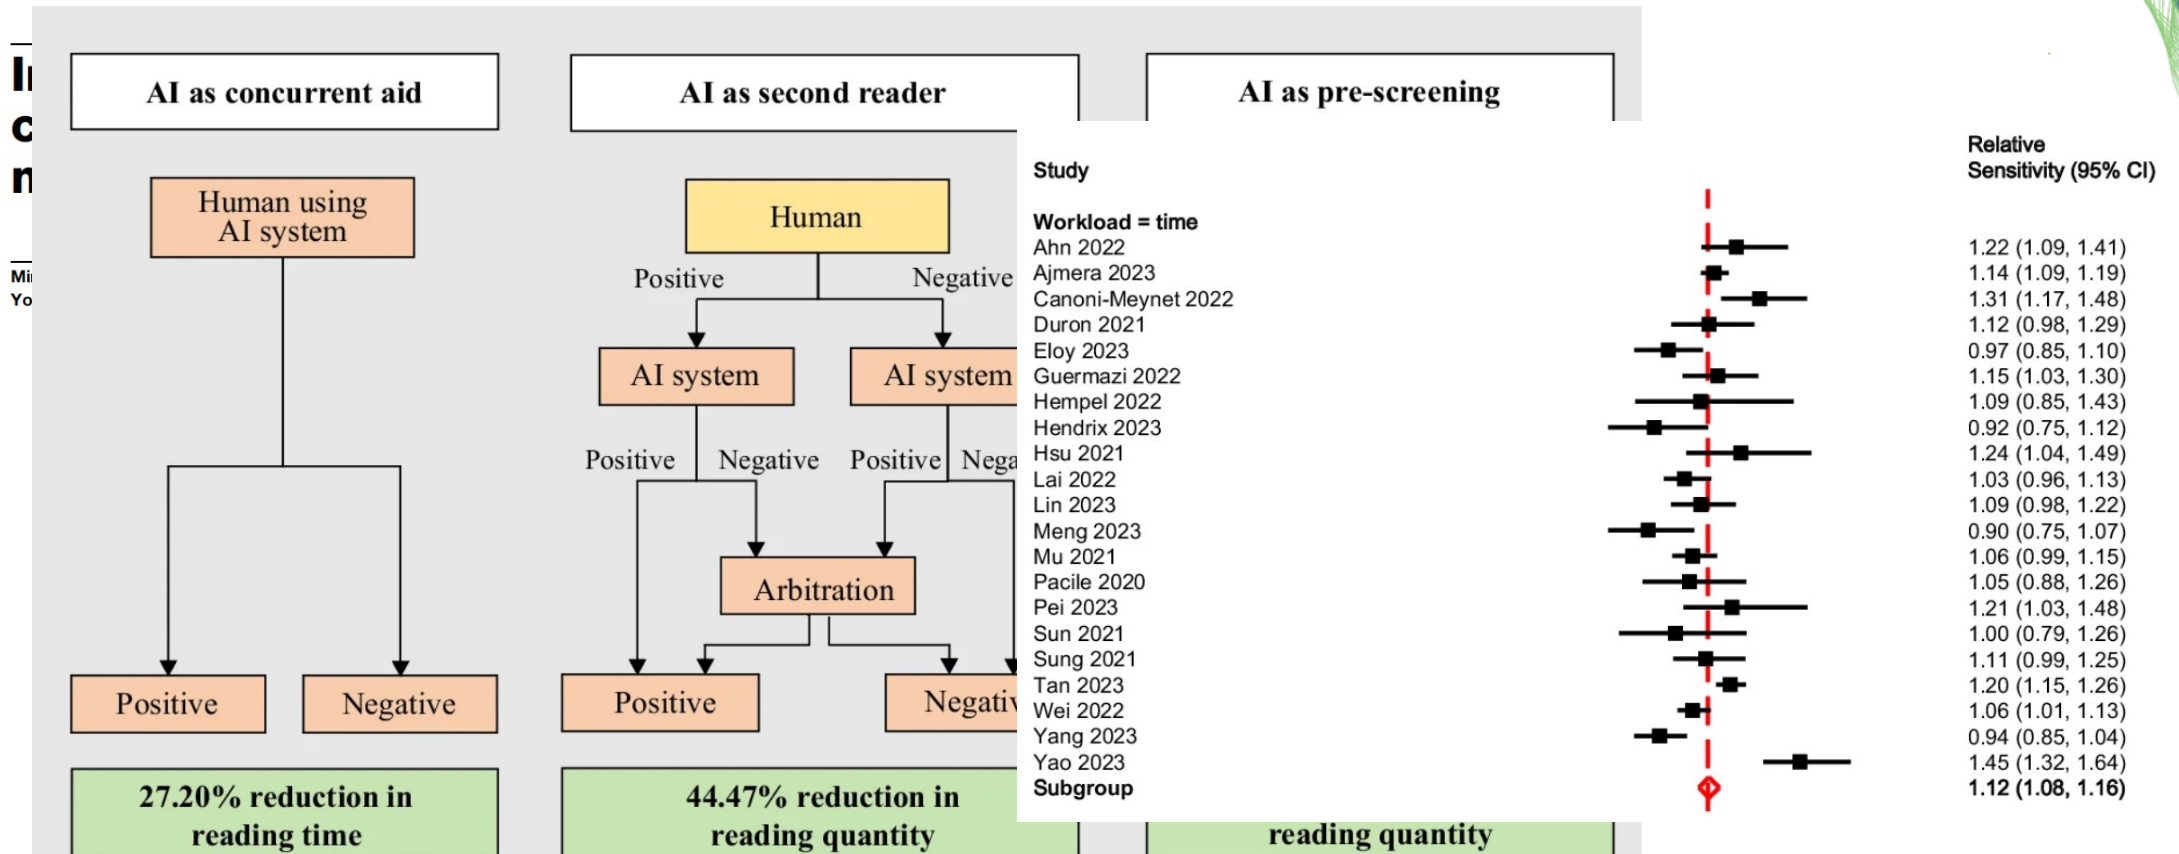 AI as concurrent aid
AI as second reader
AI as pre-screening
Human using
AI system
Human
Positive
Negative
AI system
AI system
Positive
Negative
Positive
Arbitration
Positive
Negative
Positive
27.20% reduction in
reading time
44.47% reduction in
reading quantity
reading quantity
Study
Relative
Sensitivity (95% CI)
Workload = time
Ahn 2022 1.22 (1.09, 1.41)
Ajmera 2023 1.14 (1.09, 1.19)
Canoni-Meynet 2022 1.31 (1.17, 1.48)
Duron 2021 1.12 (0.98, 1.29)
Eloy 2023 0.97 (0.85, 1.10)
Guermazi 2022 1.15 (1.03, 1.30)
Hempel 2022 1.09 (0.85, 1.43)
Hendrix 2023 0.92 (0.75, 1.12)
Hsu 2021 1.24 (1.04, 1.49)
Lai 2022 1.03 (0.96, 1.13)
Lin 2023 1.09 (0.98, 1.22)
Meng 2023 0.90 (0.75, 1.07)
Mu 2021 1.06 (0.99, 1.15)
Pacile 2020 1.05 (0.88, 1.26)
Pei 2023 1.21 (1.03, 1.48)
Sun 2021 1.00 (0.79, 1.26)
Sung 2021 1.11 (0.99, 1.25)
Tan 2023 1.20 (1.15, 1.26)
Wei 2022 1.06 (1.01, 1.13)
Yang 2023 0.94 (0.85, 1.04)
Yao 2023 1.45 (1.32, 1.64)
Subgroup 1.12 (1.08, 1.16)